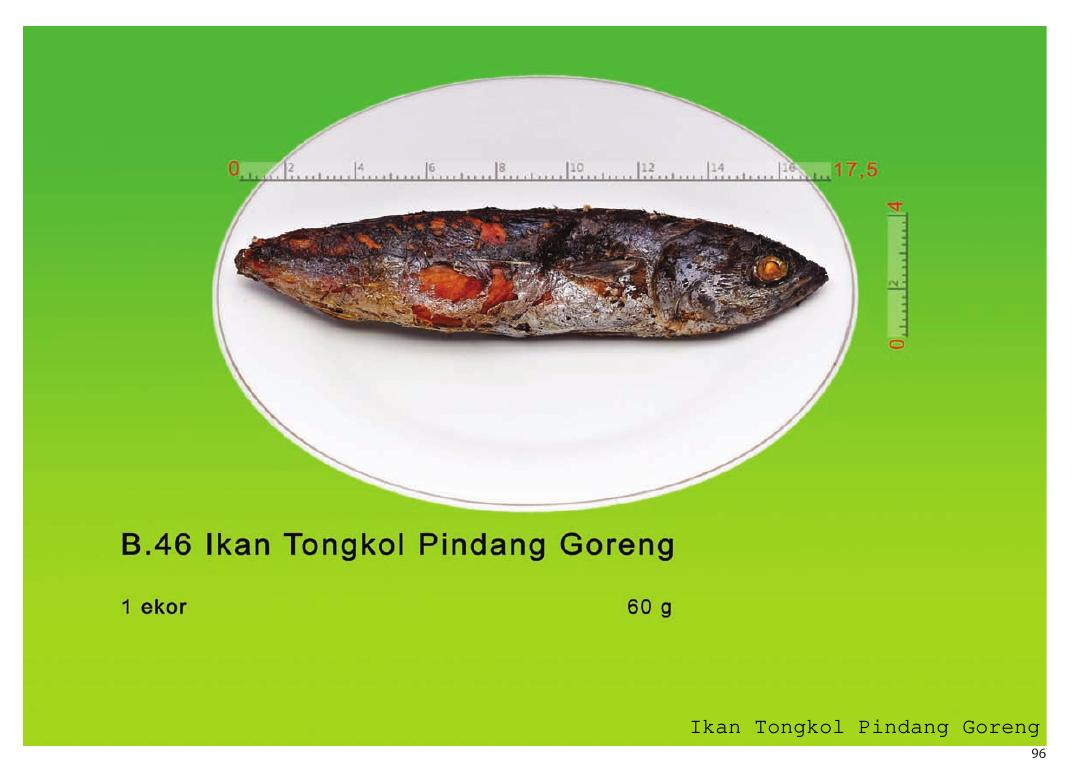 0 2 4 6 8 10 12 14 16 17,5
4
2
0
B.46 Ikan Tongkol Pindang Goreng
1 ekor 60 g
Ikan Tongkol Pindang Goreng
96